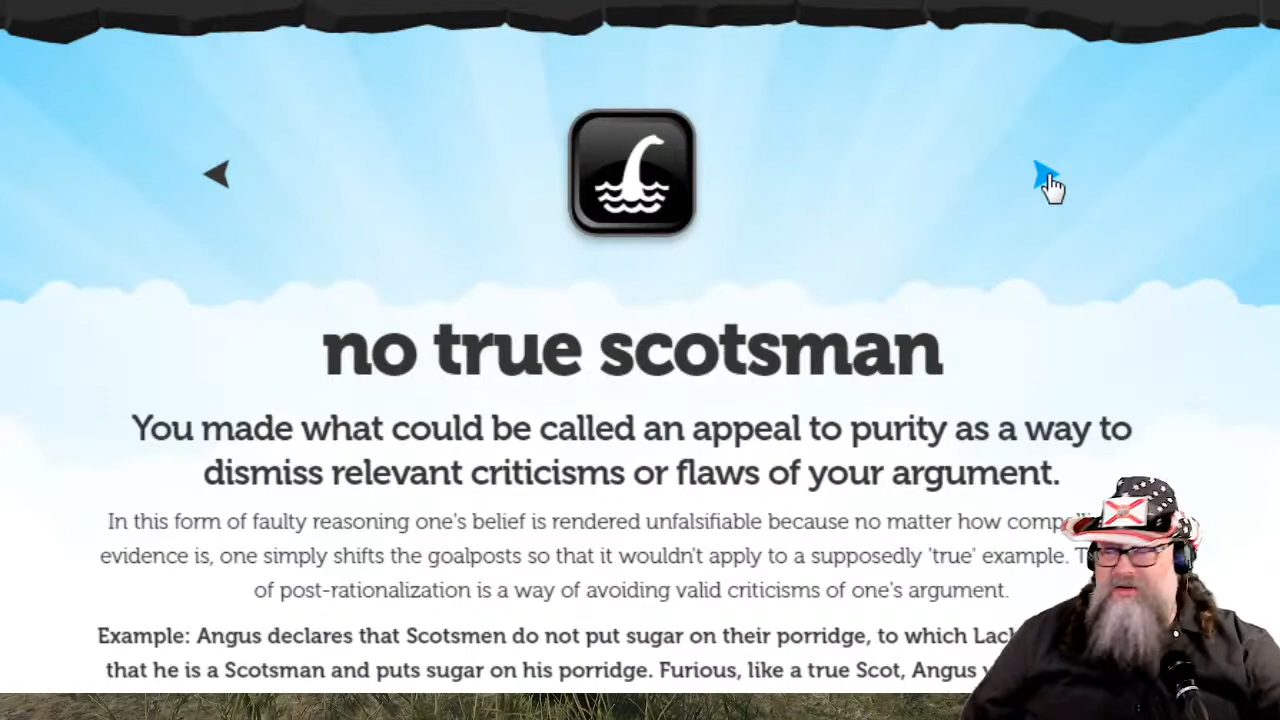 no true scotsman
You made what could be called an appeal to purity as a way to
dismiss relevant criticisms or flaws of your argument.
In this form of faulty reasoning one's belief is rendered unfalsifiable because no matter how
evidence is, one simply shifts the goalposts so that it wouldn't apply to a supposedly 'true' example.
of post-rationalization is a way of avoiding valid criticisms of one's argument.
Example: Angus declares that Scotsmen do not put sugar on their porridge, to which
that he is a Scotsman and puts sugar on his porridge. Furious, like a true Scot, Angus